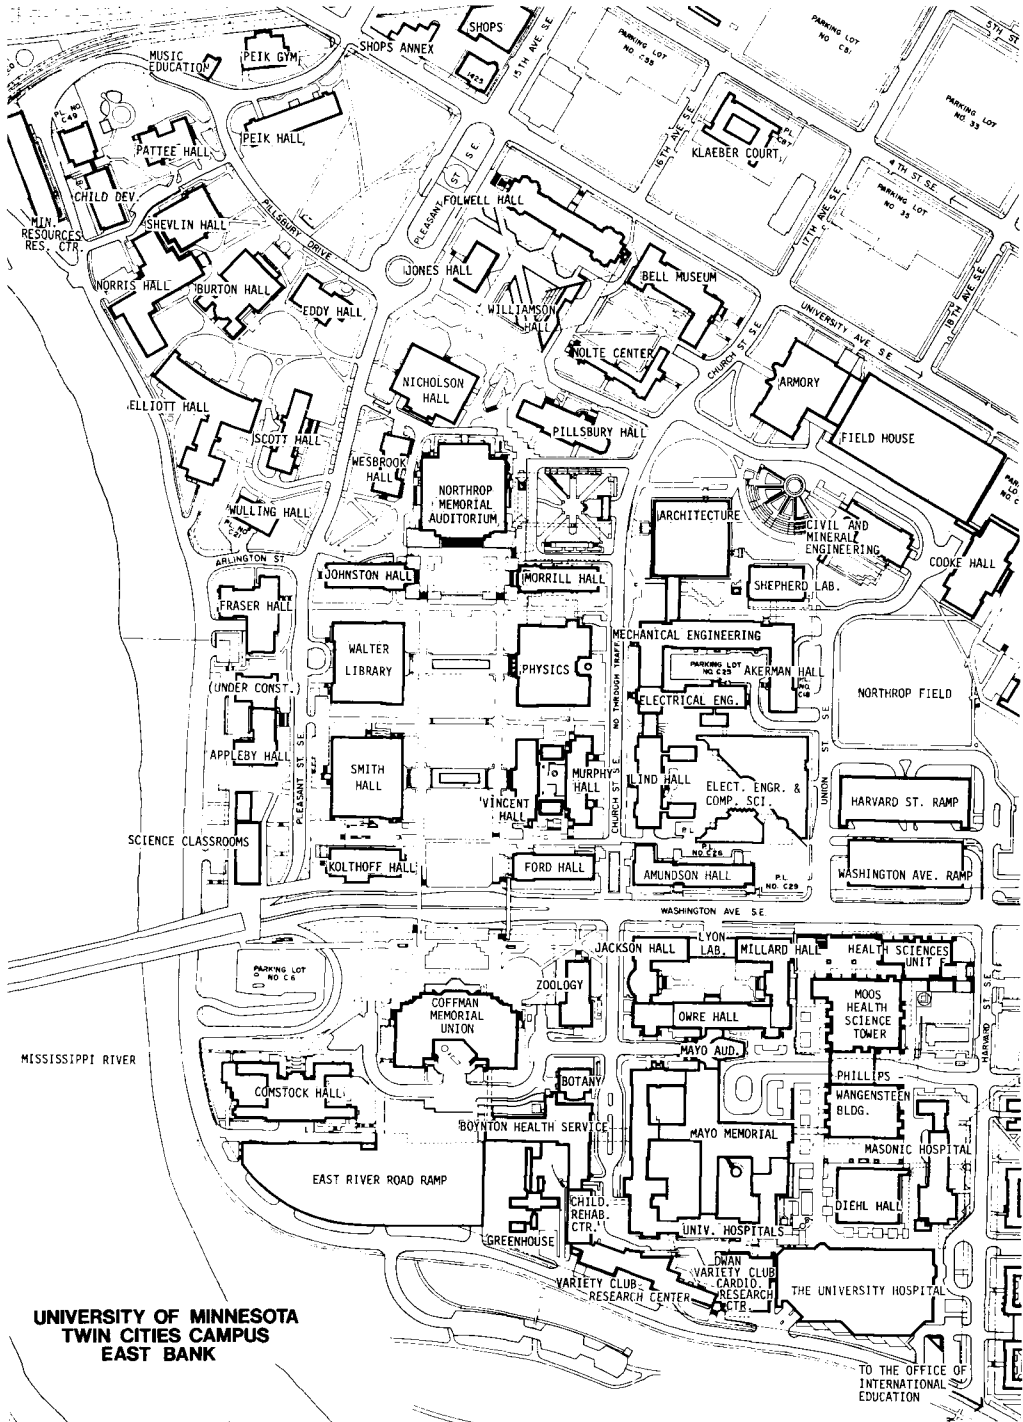 SHOPS
SHOPS ANNEX
15TH AVE. S.E.
PARKING LOT
NO C55
PARKING LOT
NO C51
5TH ST
MUSIC
EDUCATION
PEIK GYM
1425
PARKING LOT
NO 33
P.L. NO.
C49
PATTEE HALL
PEIK HALL
16TH AVE S.E.
KLAEBER COURT
P.L.
C87
4 TH ST S.E.
CHILD DEV.
PLEASANT ST S.E.
FOLWELL HALL
17TH AVE S.E.
PARKING LOT
NO 35
MIN.
RESOURCES
RES. CTR.
SHEVLIN HALL
PILLSBURY DRIVE
NORRIS HALL
BURTON HALL
EDDY HALL
JONES HALL
WILLIAMSON
HALL
BELL MUSEUM
18TH AVE S.E.
UNIVERSITY AVE S.E.
NOLTE CENTER
CHURCH ST S.E.
NICHOLSON
HALL
ARMORY
ELLIOTT HALL
SCOTT HALL
PILLSBURY HALL
FIELD HOUSE
WESBROOK
HALL
NORTHROP
MEMORIAL
AUDITORIUM
WULLING HALL
ARCHITECTURE
CIVIL AND
MINERAL
ENGINEERING
COOKE HALL
ARLINGTON ST
JOHNSTON HALL
MORRILL HALL
SHEPHERD LAB.
FRASER HALL
MECHANICAL ENGINEERING
WALTER
LIBRARY
PHYSICS
PARKING LOT
NO. C25
AKERMAN HALL
P.L.
NO.
C18
NORTHROP FIELD
(UNDER CONST.)
ELECTRICAL ENG.
NO THROUGH TRAFF.
APPLEBY HALL
PLEASANT ST. S.E.
SMITH
HALL
VINCENT
HALL
MURPHY
HALL
CHURCH ST S.E.
LIND HALL
ELECT. ENGR. &
COMP. SCI.
UNION ST S.E.
HARVARD ST. RAMP
SCIENCE CLASSROOMS
P.L.
NO. C26
KOLTHOFF HALL
FORD HALL
AMUNDSON HALL
P.L.
NO. C29
WASHINGTON AVE. RAMP
WASHINGTON AVE S.E.
JACKSON HALL
LYON
LAB.
MILLARD HALL
HEALTH SCIENCES
UNIT F
PARKING LOT
NO C6
ZOOLOGY
COFFMAN
MEMORIAL
UNION
OWRE HALL
MOOS
HEALTH
SCIENCE
TOWER
HARVARD ST S.E.
MISSISSIPPI RIVER
MAYO AUD.
COMSTOCK HALL
BOTANY
PHILLIPS
WANGENSTEEN
BLDG.
BOYNTON HEALTH SERVICE
MAYO MEMORIAL
MASONIC HOSPITAL
EAST RIVER ROAD RAMP
CHILD.
REHAB.
CTR.
DIEHL HALL
GREENHOUSE
UNIV. HOSPITALS
VARIETY CLUB
RESEARCH CENTER
DWAN
VARIETY CLUB
CARDIO.
RESEARCH
CTR.
THE UNIVERSITY HOSPITAL
UNIVERSITY OF MINNESOTA
TWIN CITIES CAMPUS
EAST BANK
TO THE OFFICE OF
INTERNATIONAL
EDUCATION